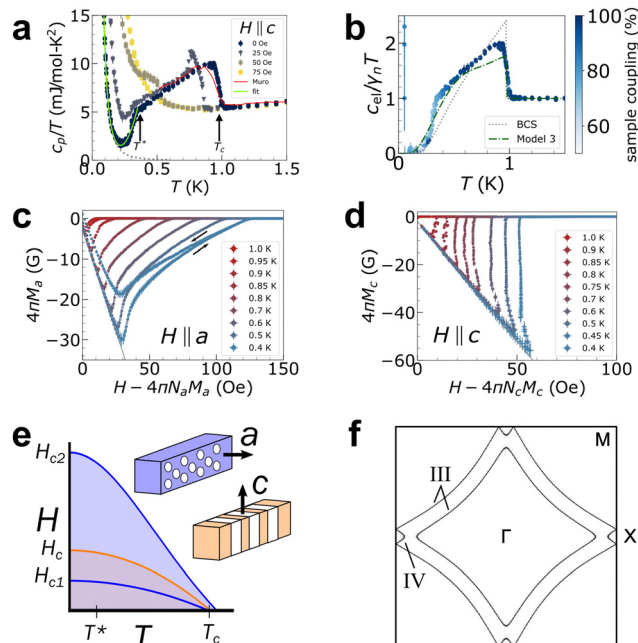 a
H ∥ c
0 Oe
25 Oe
50 Oe
75 Oe
Muro
fit
c_p/T (mJ/mol-K²)
20
15
10
5
0
T*
T_c
0.0 0.5 1.0 1.5
T (K)
b
c_el/γ_nT
2
1
0
BCS
Model 3
0 1 2
T (K)
100
90
80
70
60
sample coupling (%)
c
4πM_a (G)
0
−10
−20
−30
H ∥ a
1.0 K
0.95 K
0.9 K
0.85 K
0.8 K
0.7 K
0.6 K
0.5 K
0.4 K
0 50 100 150
H − 4πN_aM_a (Oe)
d
4πM_c (G)
0
−20
−40
−60
H ∥ c
1.0 K
0.9 K
0.85 K
0.8 K
0.75 K
0.7 K
0.6 K
0.5 K
0.45 K
0.4 K
0 50 100
H − 4πN_cM_c (Oe)
e
H_c2
H
H_c
H_c1
T* T T_c
a
c
f
M
III
Γ
X
IV